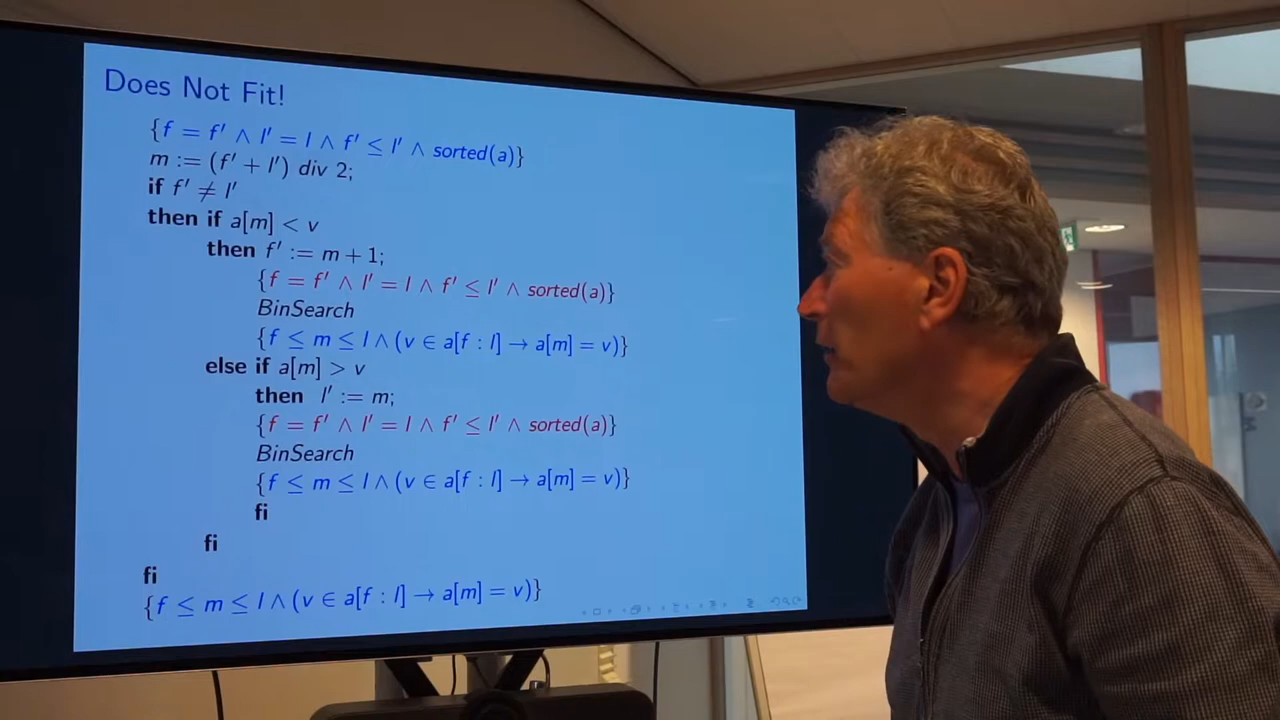 Does Not Fit!
{f = f′ ∧ l′ = l ∧ f′ ≤ l′ ∧ sorted(a)}
m := (f′ + l′) div 2;
if f′ ≠ l′
then if a[m] < v
then f′ := m + 1;
{f = f′ ∧ l′ = l ∧ f′ ≤ l′ ∧ sorted(a)}
BinSearch
{f ≤ m ≤ l ∧ (v ∈ a[f : l] → a[m] = v)}
else if a[m] > v
then l′ := m;
{f = f′ ∧ l′ = l ∧ f′ ≤ l′ ∧ sorted(a)}
BinSearch
{f ≤ m ≤ l ∧ (v ∈ a[f : l] → a[m] = v)}
fi
fi
fi
{f ≤ m ≤ l ∧ (v ∈ a[f : l] → a[m] = v)}